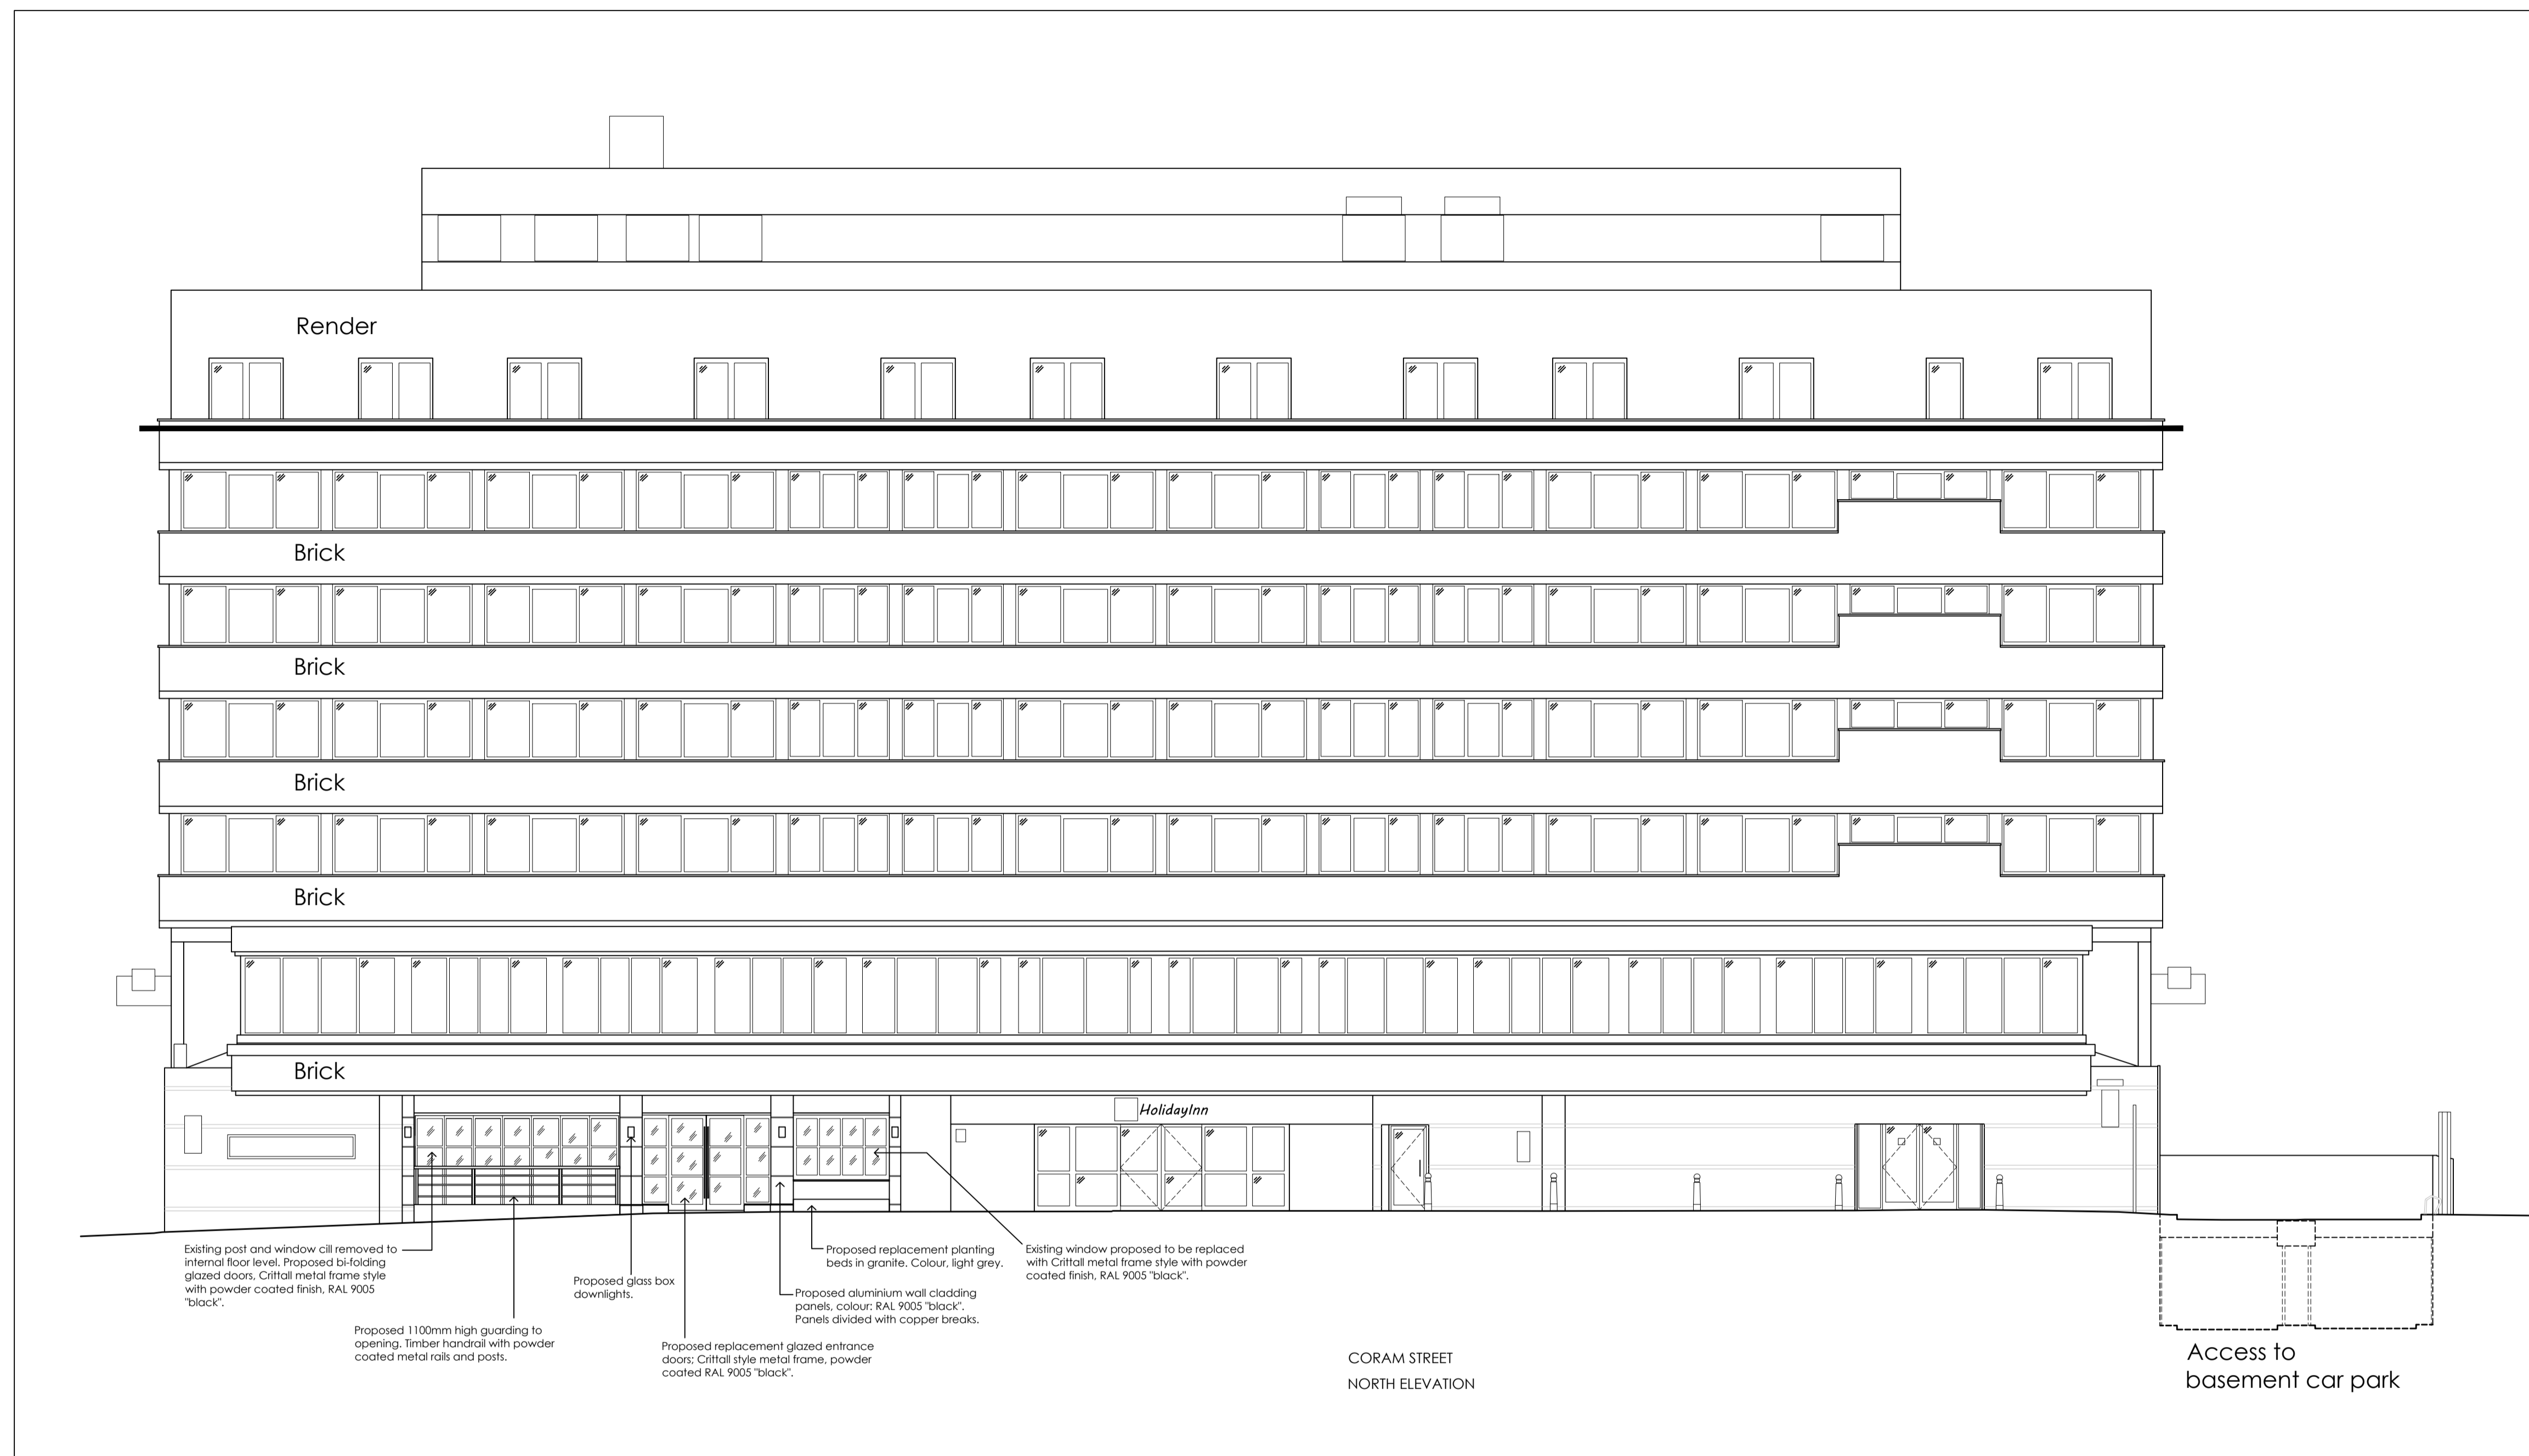 Render
Brick
Brick
Brick
Brick
Brick
HolidayInn
Existing post and window cill removed to
internal floor level. Proposed bi-folding
glazed doors, Crittall metal frame style
with powder coated finish, RAL 9005
"black".
Proposed 1100mm high guarding to
opening. Timber handrail with powder
coated metal rails and posts.
Proposed glass box
downlights.
Proposed replacement glazed entrance
doors; Crittall style metal frame, powder
coated RAL 9005 "black".
Proposed replacement planting
beds in granite. Colour, light grey.
Proposed aluminium wall cladding
panels, colour: RAL 9005 "black".
Panels divided with copper breaks.
Existing window proposed to be replaced
with Crittall metal frame style with powder
coated finish, RAL 9005 "black".
CORAM STREET
NORTH ELEVATION
Access to
basement car park